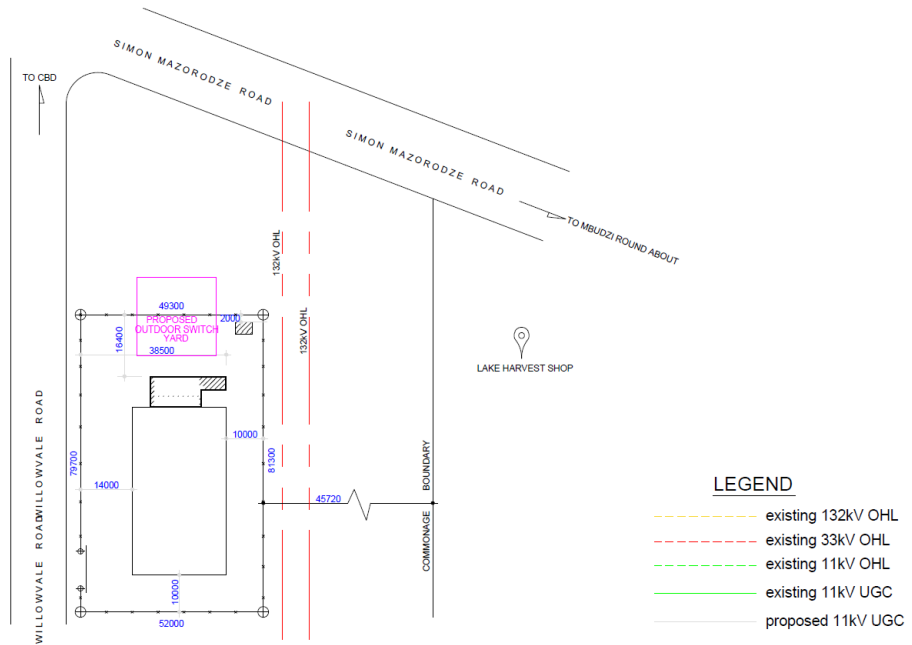 SIMON MAZORODZE ROAD
TO CBD
SIMON MAZORODZE ROAD
TO MBUDZI ROUND ABOUT
132kV OHL
132kV OHL
49300
PROPOSED
OUTDOOR SWITCH
YARD
2000
16400
38500
LAKE HARVEST SHOP
WILLOWVALE ROAD
WILLOWVALE ROAD
79700
10000
81300
14000
45720
COMMONAGE BOUNDARY
10000
52000
LEGEND
existing 132kV OHL
existing 33kV OHL
existing 11kV OHL
existing 11kV UGC
proposed 11kV UGC